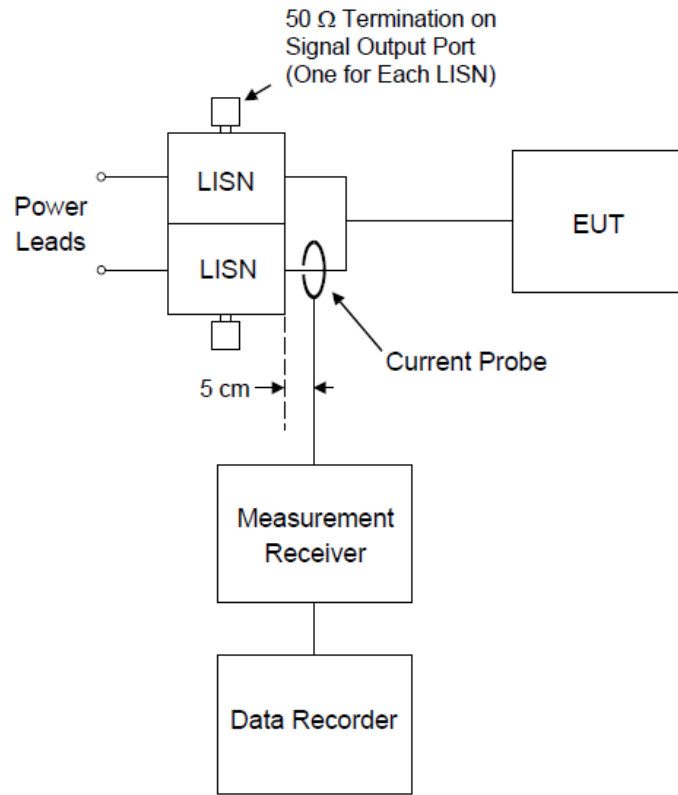 50 Ω Termination on
Signal Output Port
(One for Each LISN)
LISN
Power
Leads
LISN
EUT
Current Probe
5 cm
Measurement
Receiver
Data Recorder